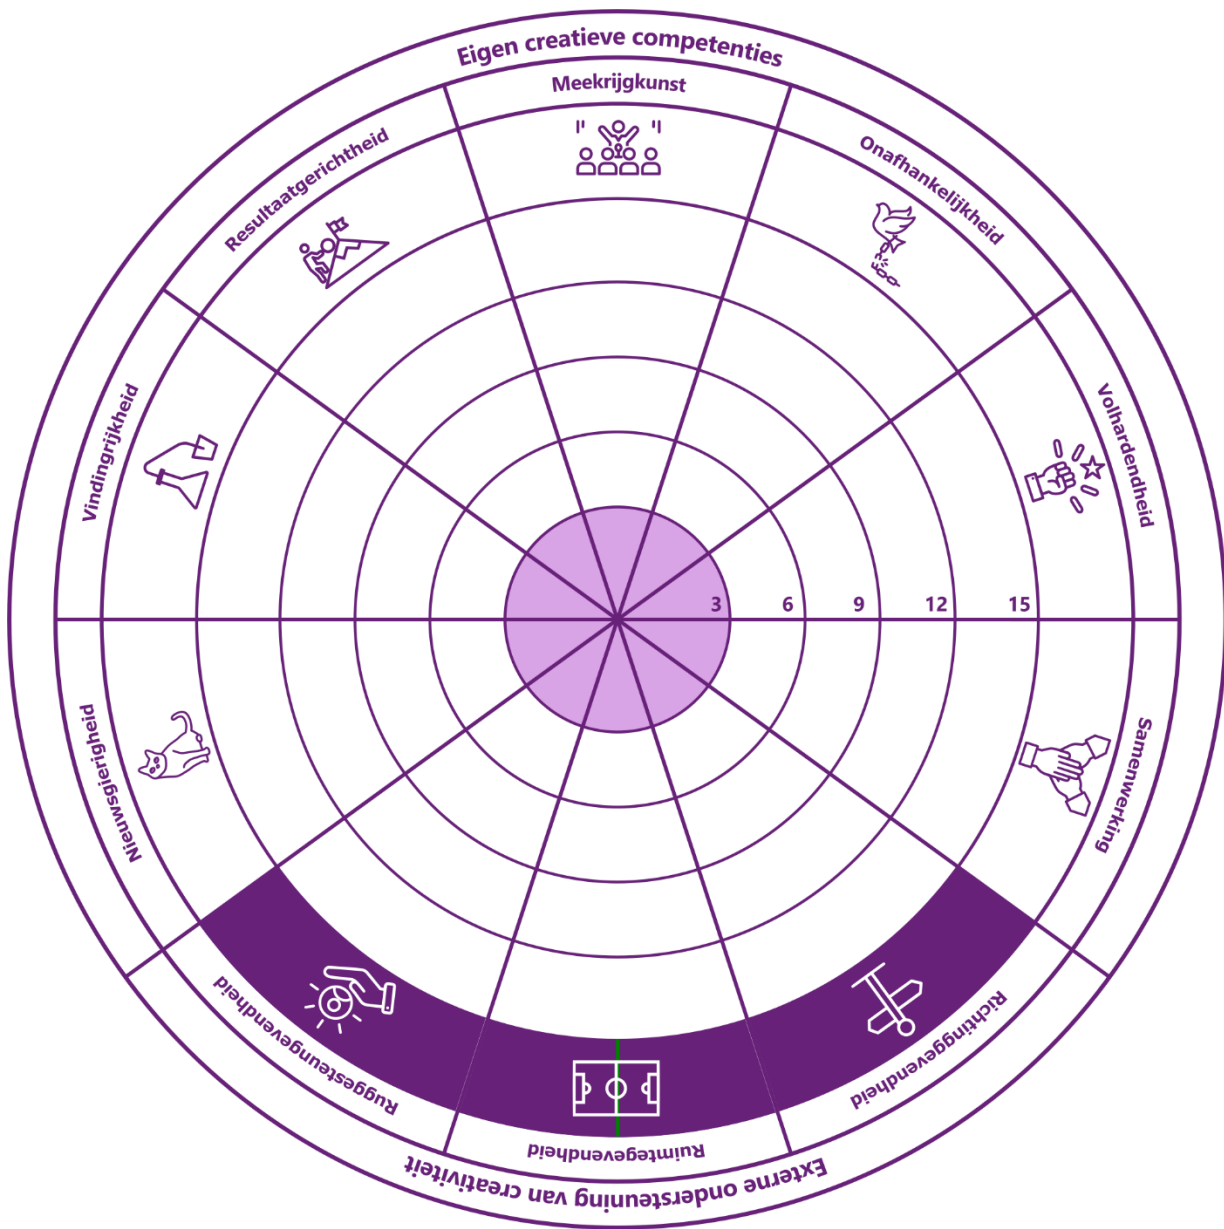 Eigen creatieve competenties
Meekrijgkunst
Onafhankelijkheid
Volhardendheid
Samenwerking
Richtinggevendheid
Ruimtegevendheid
Ruggesteungevendheid
Nieuwsgierigheid
Vindingrijkheid
Resultaatgerichtheid
3 6 9 12 15
Externe ondersteuning van creativiteit